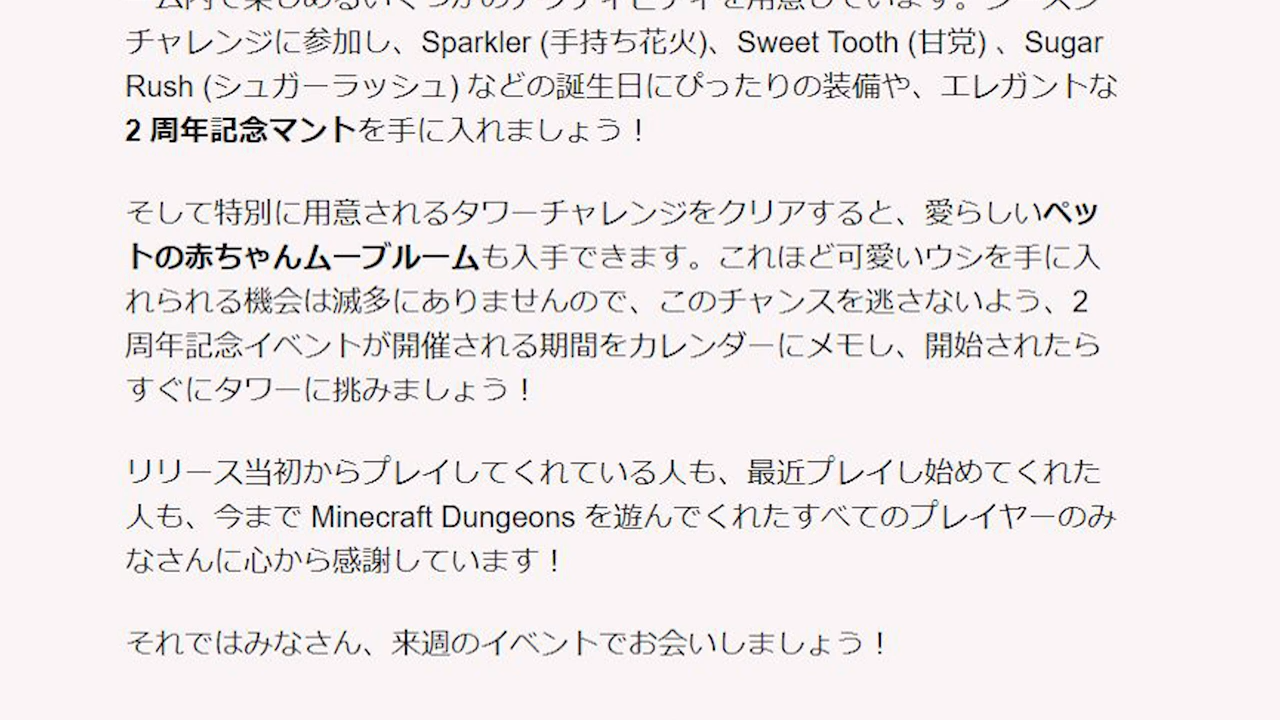 チャレンジに参加し、Sparkler (手持ち花火)、Sweet Tooth (甘党) 、Sugar
Rush (シュガーラッシュ) などの誕生日にぴったりの装備や、エレガントな
2 周年記念マントを手に入れましょう！
そして特別に用意されるタワーチャレンジをクリアすると、愛らしいペッ
トの赤ちゃんムーブルームも入手できます。これほど可愛いウシを手に入
れられる機会は滅多にありませんので、このチャンスを逃さないよう、2
周年記念イベントが開催される期間をカレンダーにメモし、開始されたら
すぐにタワーに挑みましょう！
リリース当初からプレイしてくれている人も、最近プレイし始めてくれた
人も、今まで Minecraft Dungeons を遊んでくれたすべてのプレイヤーのみ
なさんに心から感謝しています！
それではみなさん、来週のイベントでお会いしましょう！